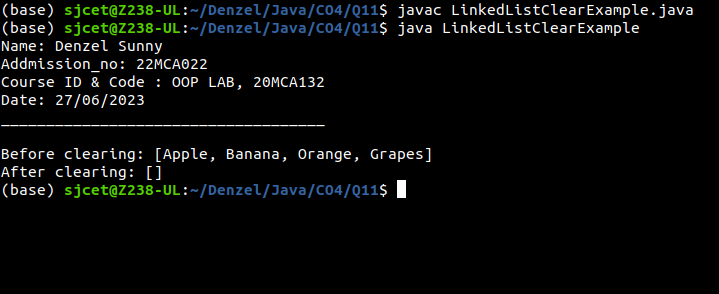 (base) sjcet@Z238-UL:~/Denzel/Java/CO4/Q11$ javac LinkedListClearExample.java
(base) sjcet@Z238-UL:~/Denzel/Java/CO4/Q11$ java LinkedListClearExample
Name: Denzel Sunny
Addmission_no: 22MCA022
Course ID & Code : OOP LAB, 20MCA132
Date: 27/06/2023
____________________________________
Before clearing: [Apple, Banana, Orange, Grapes]
After clearing: []
(base) sjcet@Z238-UL:~/Denzel/Java/CO4/Q11$